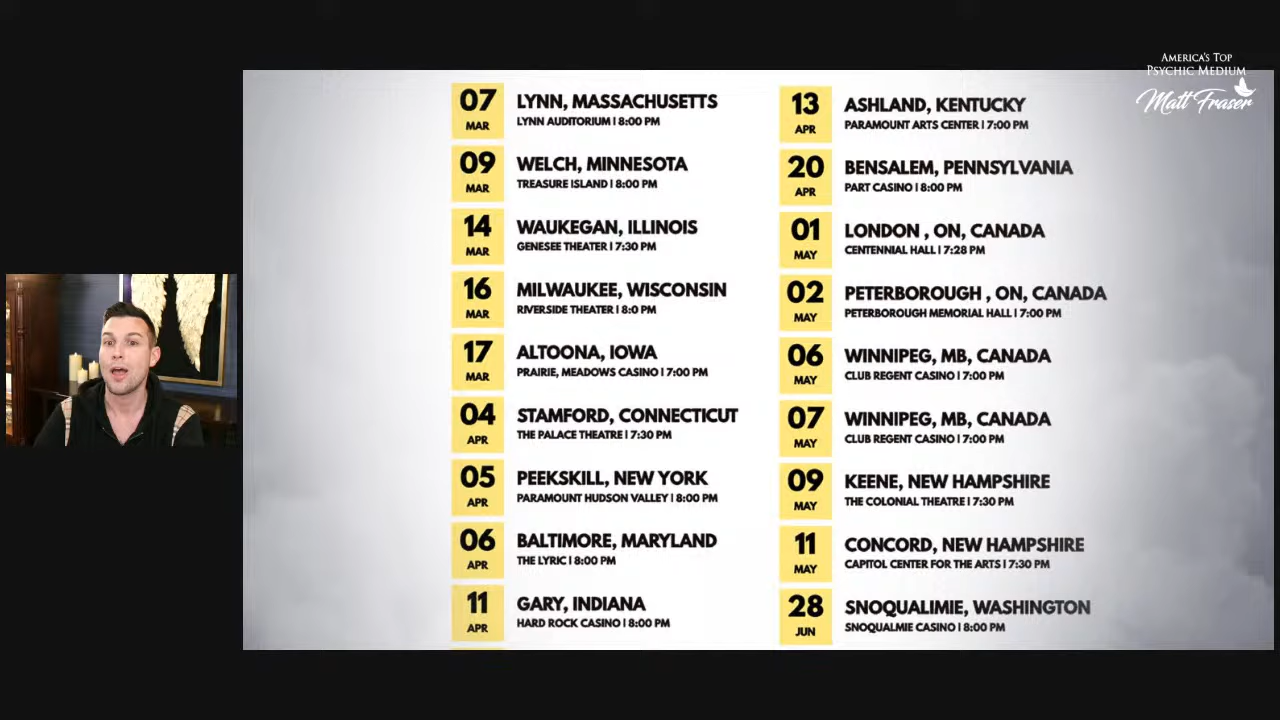 AMERICA'S TOP
PSYCHIC MEDIUM
Matt Fraser
07 MAR
LYNN, MASSACHUSETTS
LYNN AUDITORIUM | 8:00 PM
09 MAR
WELCH, MINNESOTA
TREASURE ISLAND | 8:00 PM
14 MAR
WAUKEGAN, ILLINOIS
GENESEE THEATER | 7:30 PM
16 MAR
MILWAUKEE, WISCONSIN
RIVERSIDE THEATER | 8:0 PM
17 MAR
ALTOONA, IOWA
PRAIRIE, MEADOWS CASINO | 7:00 PM
04 APR
STAMFORD, CONNECTICUT
THE PALACE THEATRE | 7:30 PM
05 APR
PEEKSKILL, NEW YORK
PARAMOUNT HUDSON VALLEY | 8:00 PM
06 APR
BALTIMORE, MARYLAND
THE LYRIC | 8:00 PM
11 APR
GARY, INDIANA
HARD ROCK CASINO | 8:00 PM
13 APR
ASHLAND, KENTUCKY
PARAMOUNT ARTS CENTER | 7:00 PM
20 APR
BENSALEM, PENNSYLVANIA
PART CASINO | 8:00 PM
01 MAY
LONDON , ON, CANADA
CENTENNIAL HALL | 7:28 PM
02 MAY
PETERBOROUGH , ON, CANADA
PETERBOROUGH MEMORIAL HALL | 7:00 PM
06 MAY
WINNIPEG, MB, CANADA
CLUB REGENT CASINO | 7:00 PM
07 MAY
WINNIPEG, MB, CANADA
CLUB REGENT CASINO | 7:00 PM
09 MAY
KEENE, NEW HAMPSHIRE
THE COLONIAL THEATRE | 7:30 PM
11 MAY
CONCORD, NEW HAMPSHIRE
CAPITOL CENTER FOR THE ARTS | 7:30 PM
28 JUN
SNOQUALIMIE, WASHINGTON
SNOQUALMIE CASINO | 8:00 PM